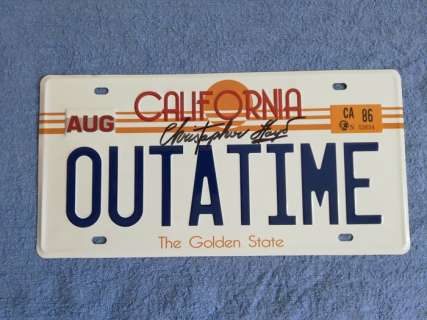 CALIFORNIA
AUG
CA 86
Christopher Lloyd
OUTATIME
The Golden State